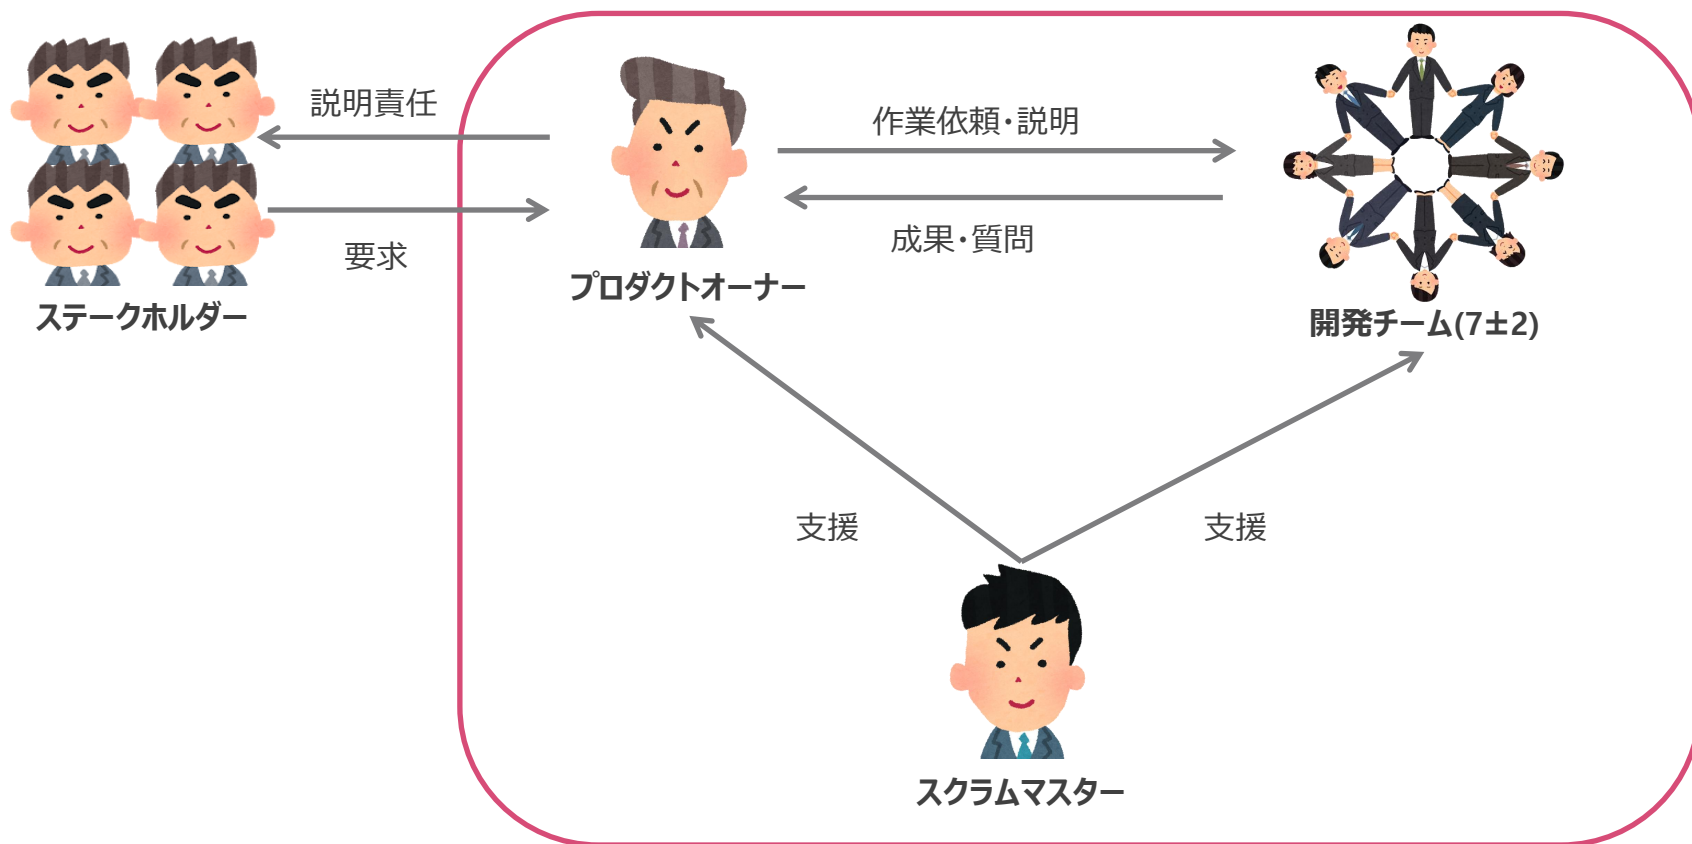 説明責任
作業依頼・説明
要求
成果・質問
プロダクトオーナー
ステークホルダー
開発チーム(7±2)
支援
支援
スクラムマスター